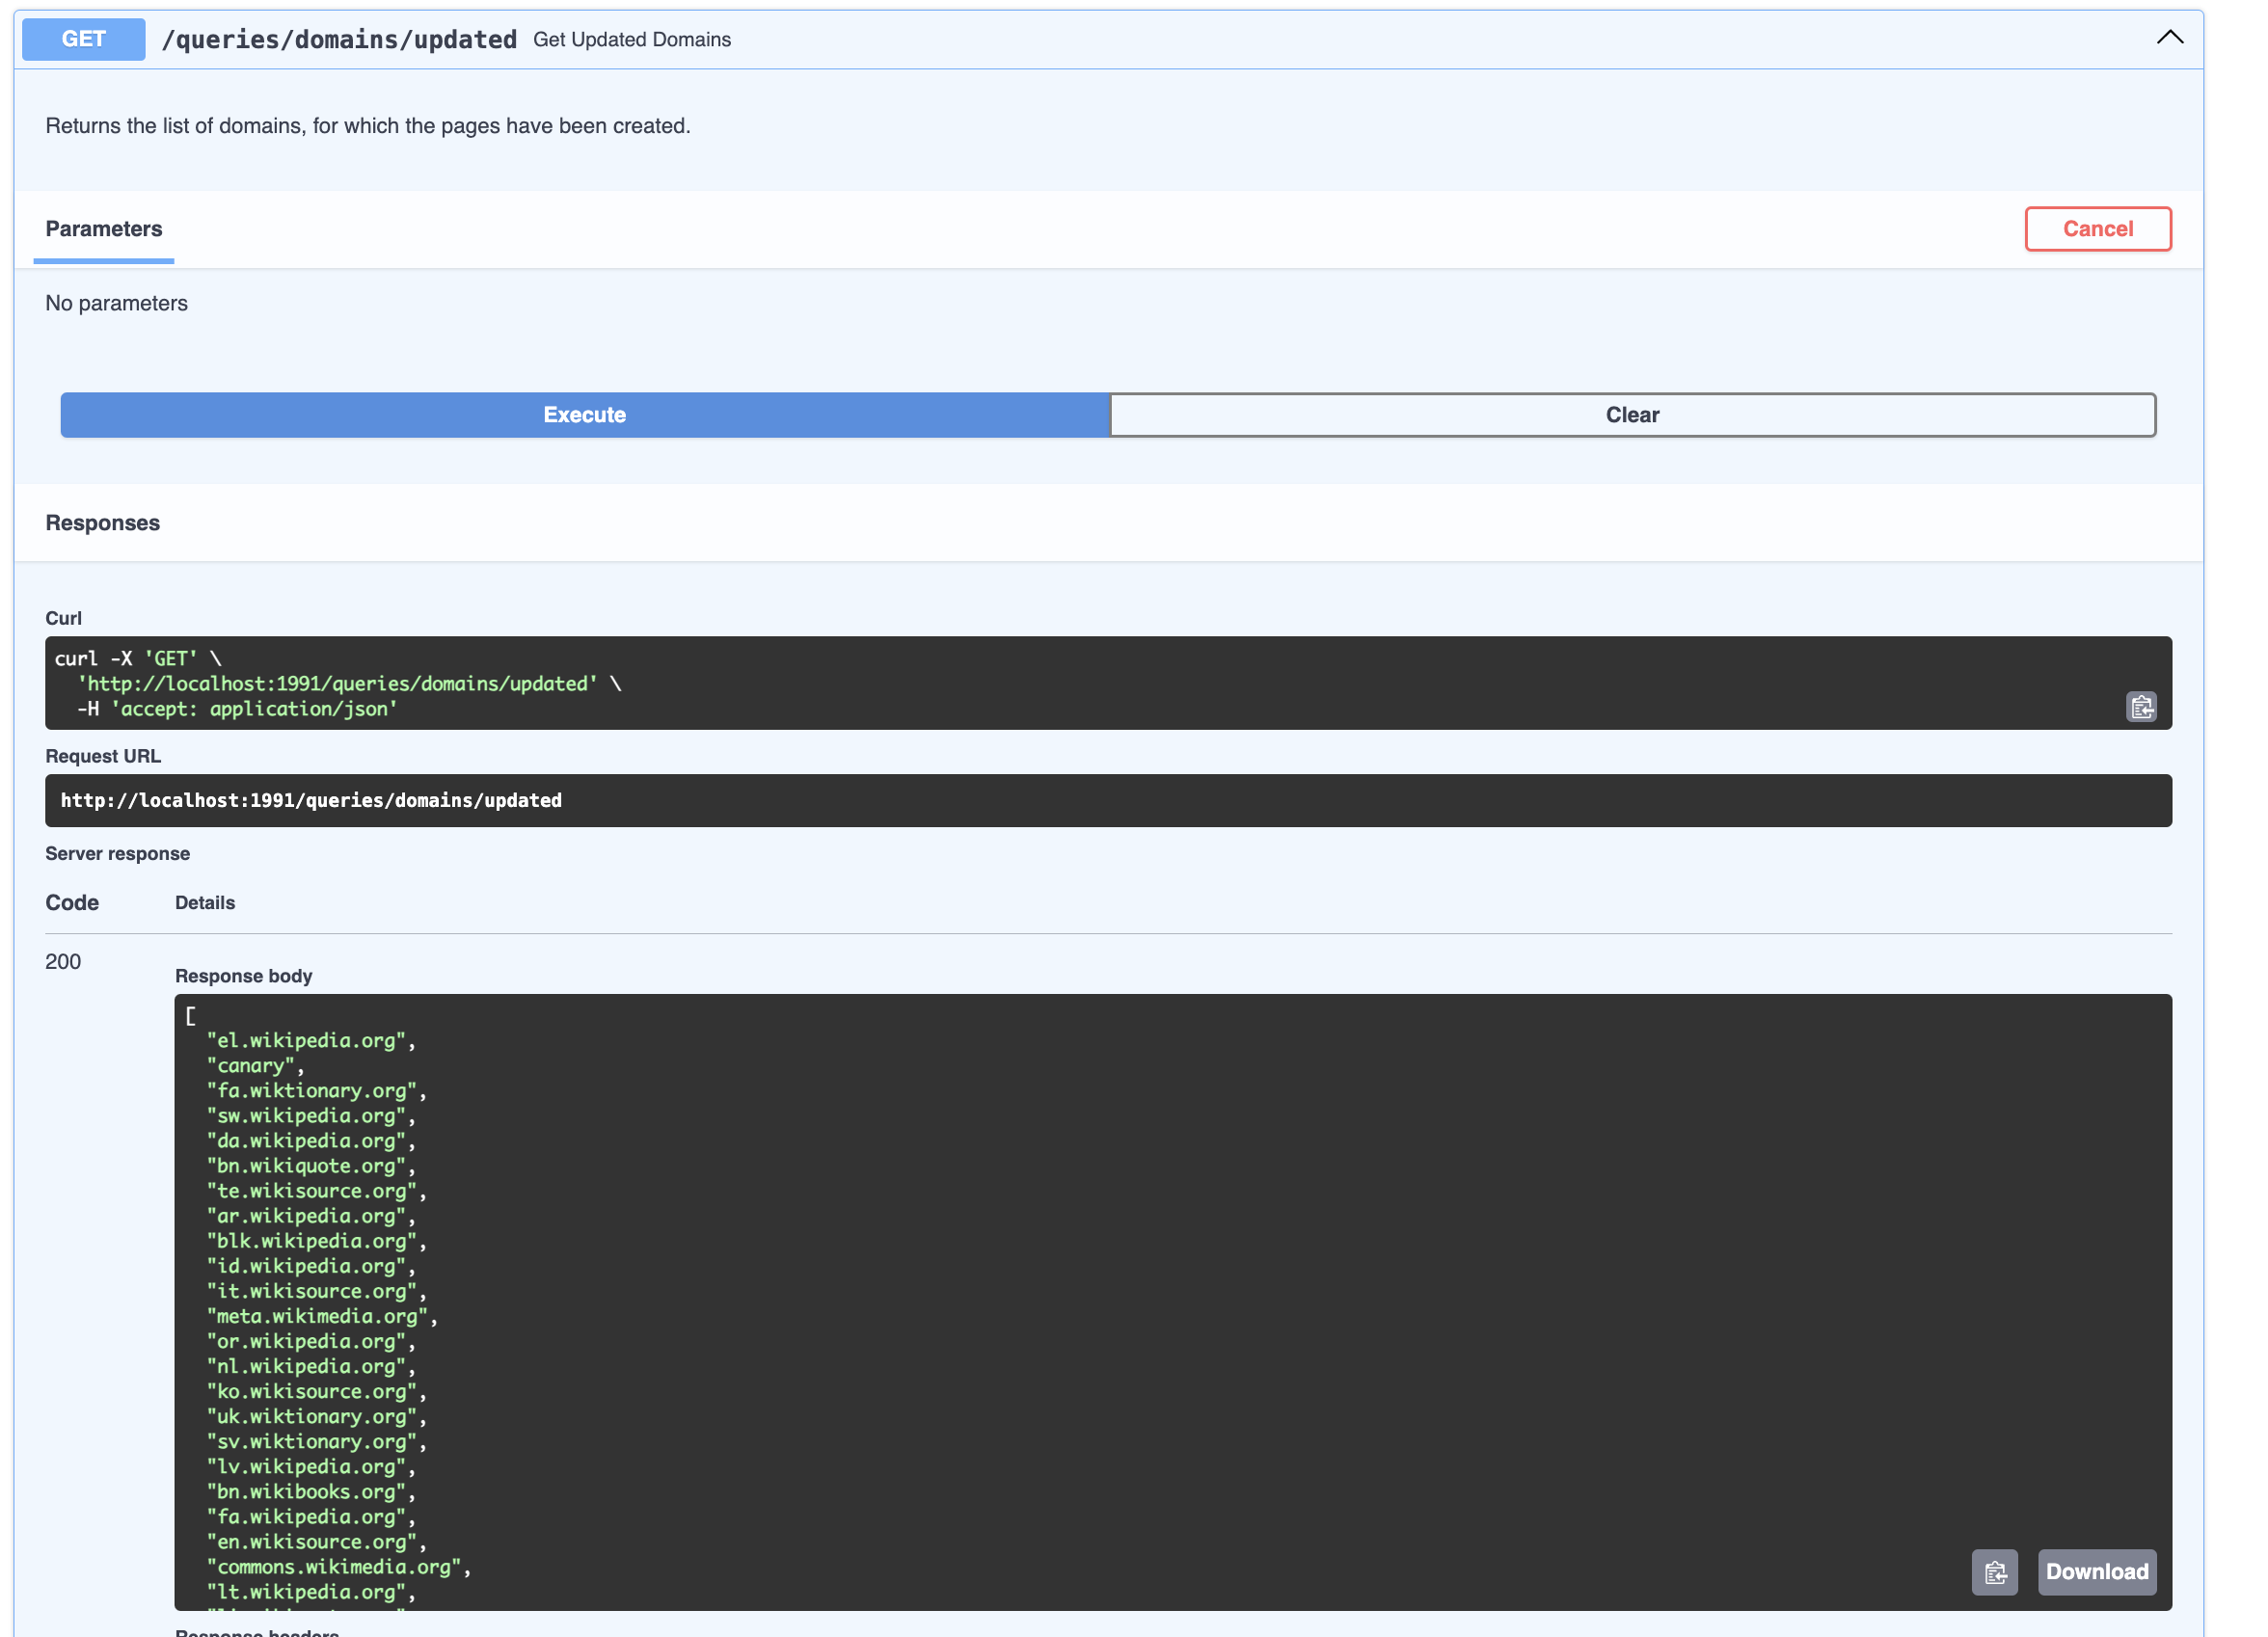 GET /queries/domains/updated Get Updated Domains
Returns the list of domains, for which the pages have been created.
Parameters
Cancel
No parameters
Execute
Clear
Responses
Curl
curl -X 'GET' \
'http://localhost:1991/queries/domains/updated' \
-H 'accept: application/json'
Request URL
http://localhost:1991/queries/domains/updated
Server response
Code Details
200
Response body
[
"el.wikipedia.org",
"canary",
"fa.wiktionary.org",
"sw.wikipedia.org",
"da.wikipedia.org",
"bn.wikiquote.org",
"te.wikisource.org",
"ar.wikipedia.org",
"blk.wikipedia.org",
"id.wikipedia.org",
"it.wikisource.org",
"meta.wikimedia.org",
"or.wikipedia.org",
"nl.wikipedia.org",
"ko.wikisource.org",
"uk.wiktionary.org",
"sv.wiktionary.org",
"lv.wikipedia.org",
"bn.wikibooks.org",
"fa.wikipedia.org",
"en.wikisource.org",
"commons.wikimedia.org",
"lt.wikipedia.org",
Download
Response headers